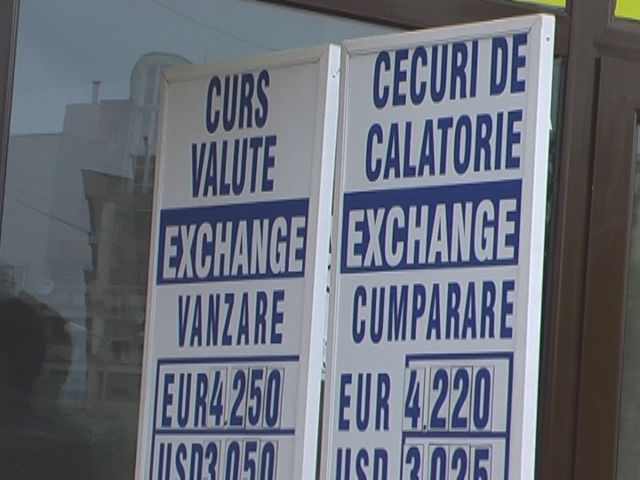 CURS
VALUTE
EXCHANGE
VANZARE
EUR 4.250
USD 3.050
CECURI DE
CALATORIE
EXCHANGE
CUMPARARE
EUR 4.220
USD 3.025